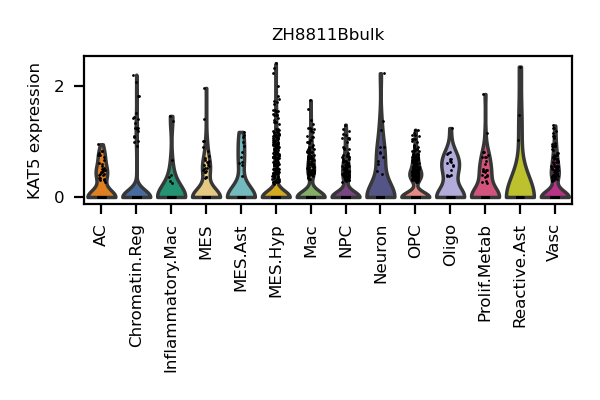 ZH8811Bbulk
KAT5 expression
2
0
AC
Chromatin.Reg
Inflammatory.Mac
MES
MES.Ast
MES.Hyp
Mac
NPC
Neuron
OPC
Oligo
Prolif.Metab
Reactive.Ast
Vasc